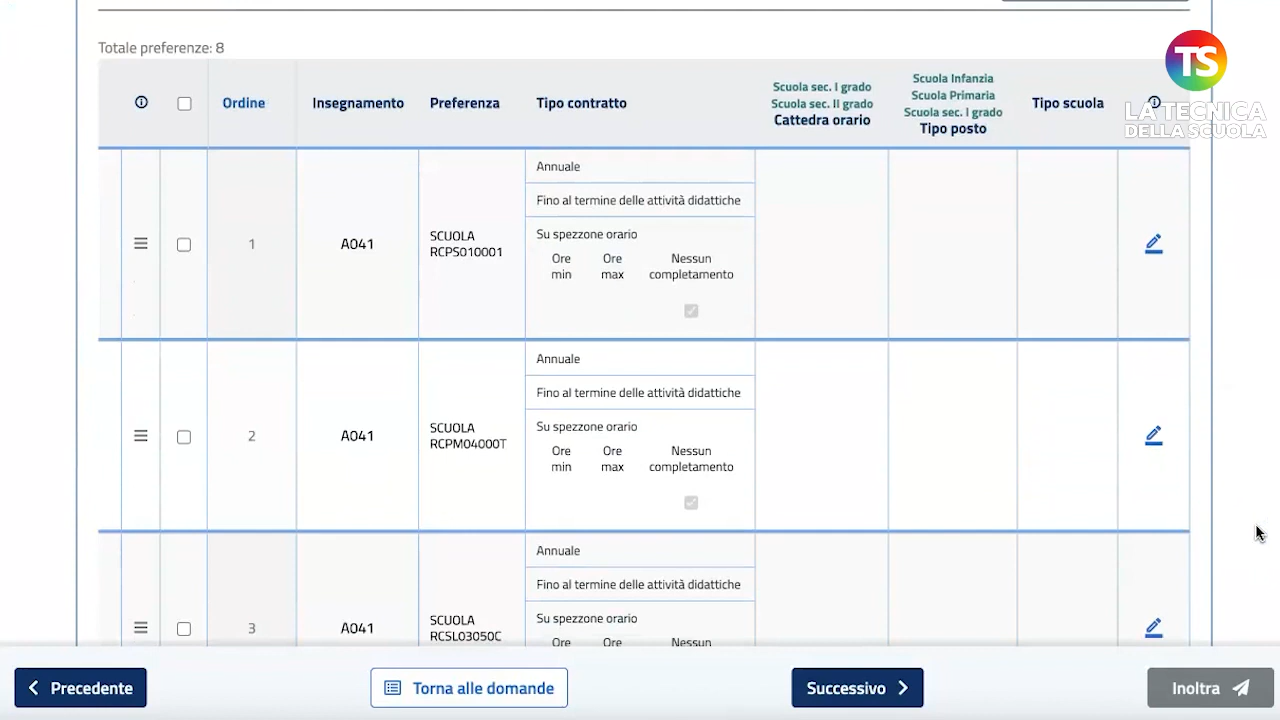 Totale preferenze: 8
TS
LA TECNICA
DELLA SCUOLA
Ordine
Insegnamento
Preferenza
Tipo contratto
Scuola sec. I grado
Scuola sec. II grado
Cattedra orario
Scuola Infanzia
Scuola Primaria
Scuola sec. I grado
Tipo posto
Tipo scuola
1
A041
SCUOLA
RCPS010001
Annuale
Fino al termine delle attività didattiche
Su spezzone orario
Ore
min
Ore
max
Nessun
completamento
2
A041
SCUOLA
RCPM04000T
Annuale
Fino al termine delle attività didattiche
Su spezzone orario
Ore
min
Ore
max
Nessun
completamento
3
A041
SCUOLA
RCSL03050C
Annuale
Fino al termine delle attività didattiche
Su spezzone orario
Ore
Ore
Nessun
Precedente
Torna alle domande
Successivo
Inoltra